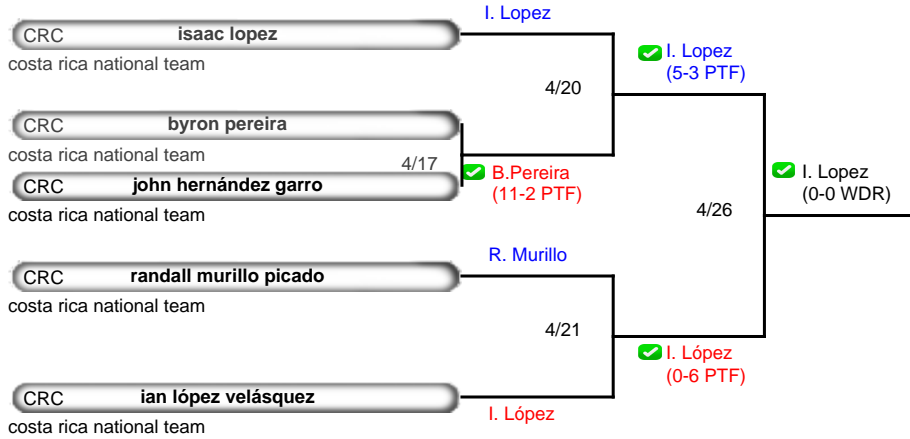 I. Lopez
CRC isaac lopez
costa rica national team
4/20
I. Lopez
(5-3 PTF)
CRC byron pereira
costa rica national team
4/17
B.Pereira
(11-2 PTF)
CRC john hernández garro
costa rica national team
4/26
I. Lopez
(0-0 WDR)
R. Murillo
CRC randall murillo picado
costa rica national team
4/21
I. López
(0-6 PTF)
CRC ian lópez velásquez
I. López
costa rica national team